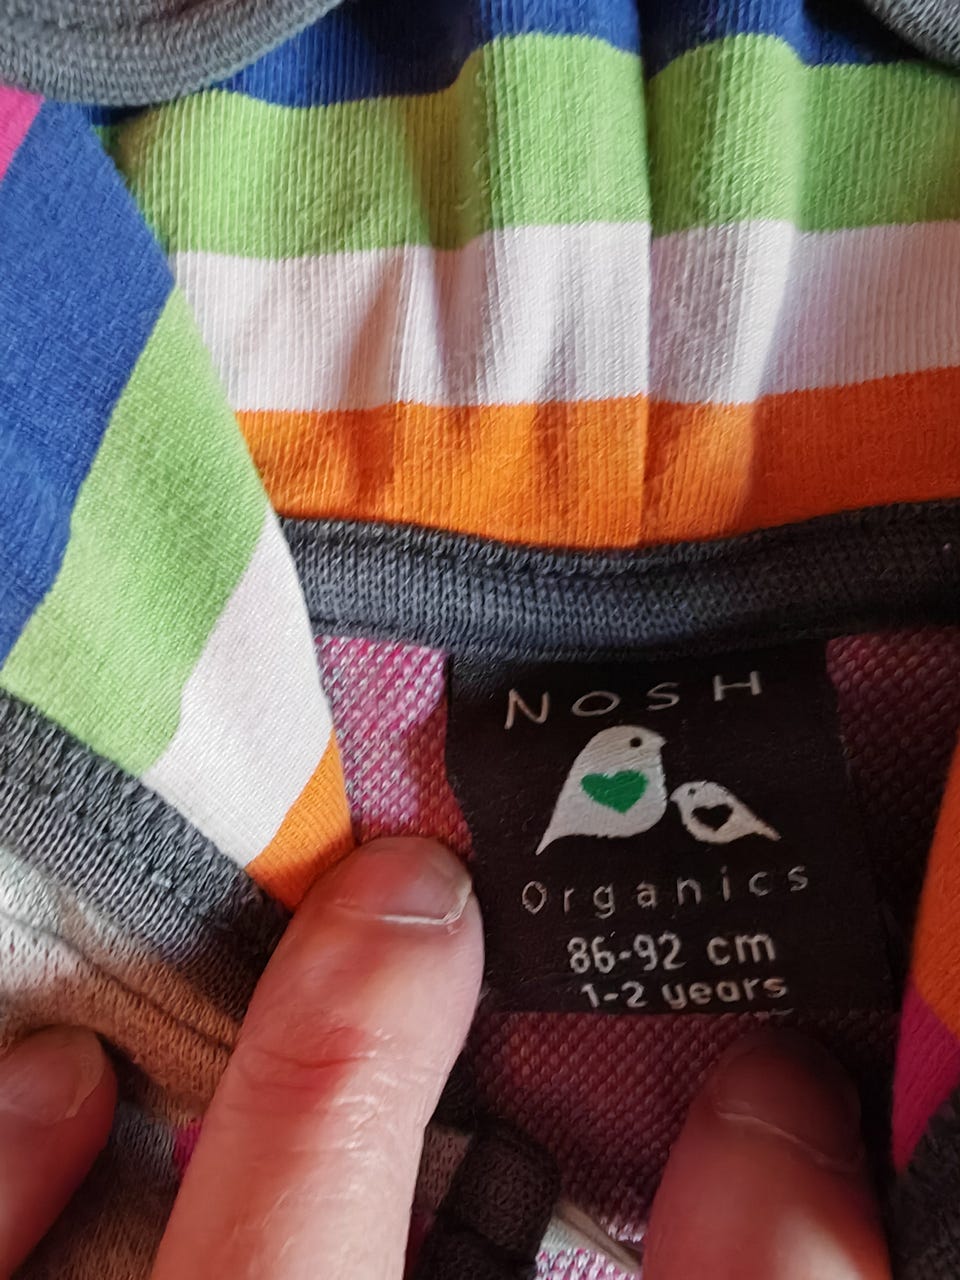 NOSH
Organics
86-92 cm
1-2 years